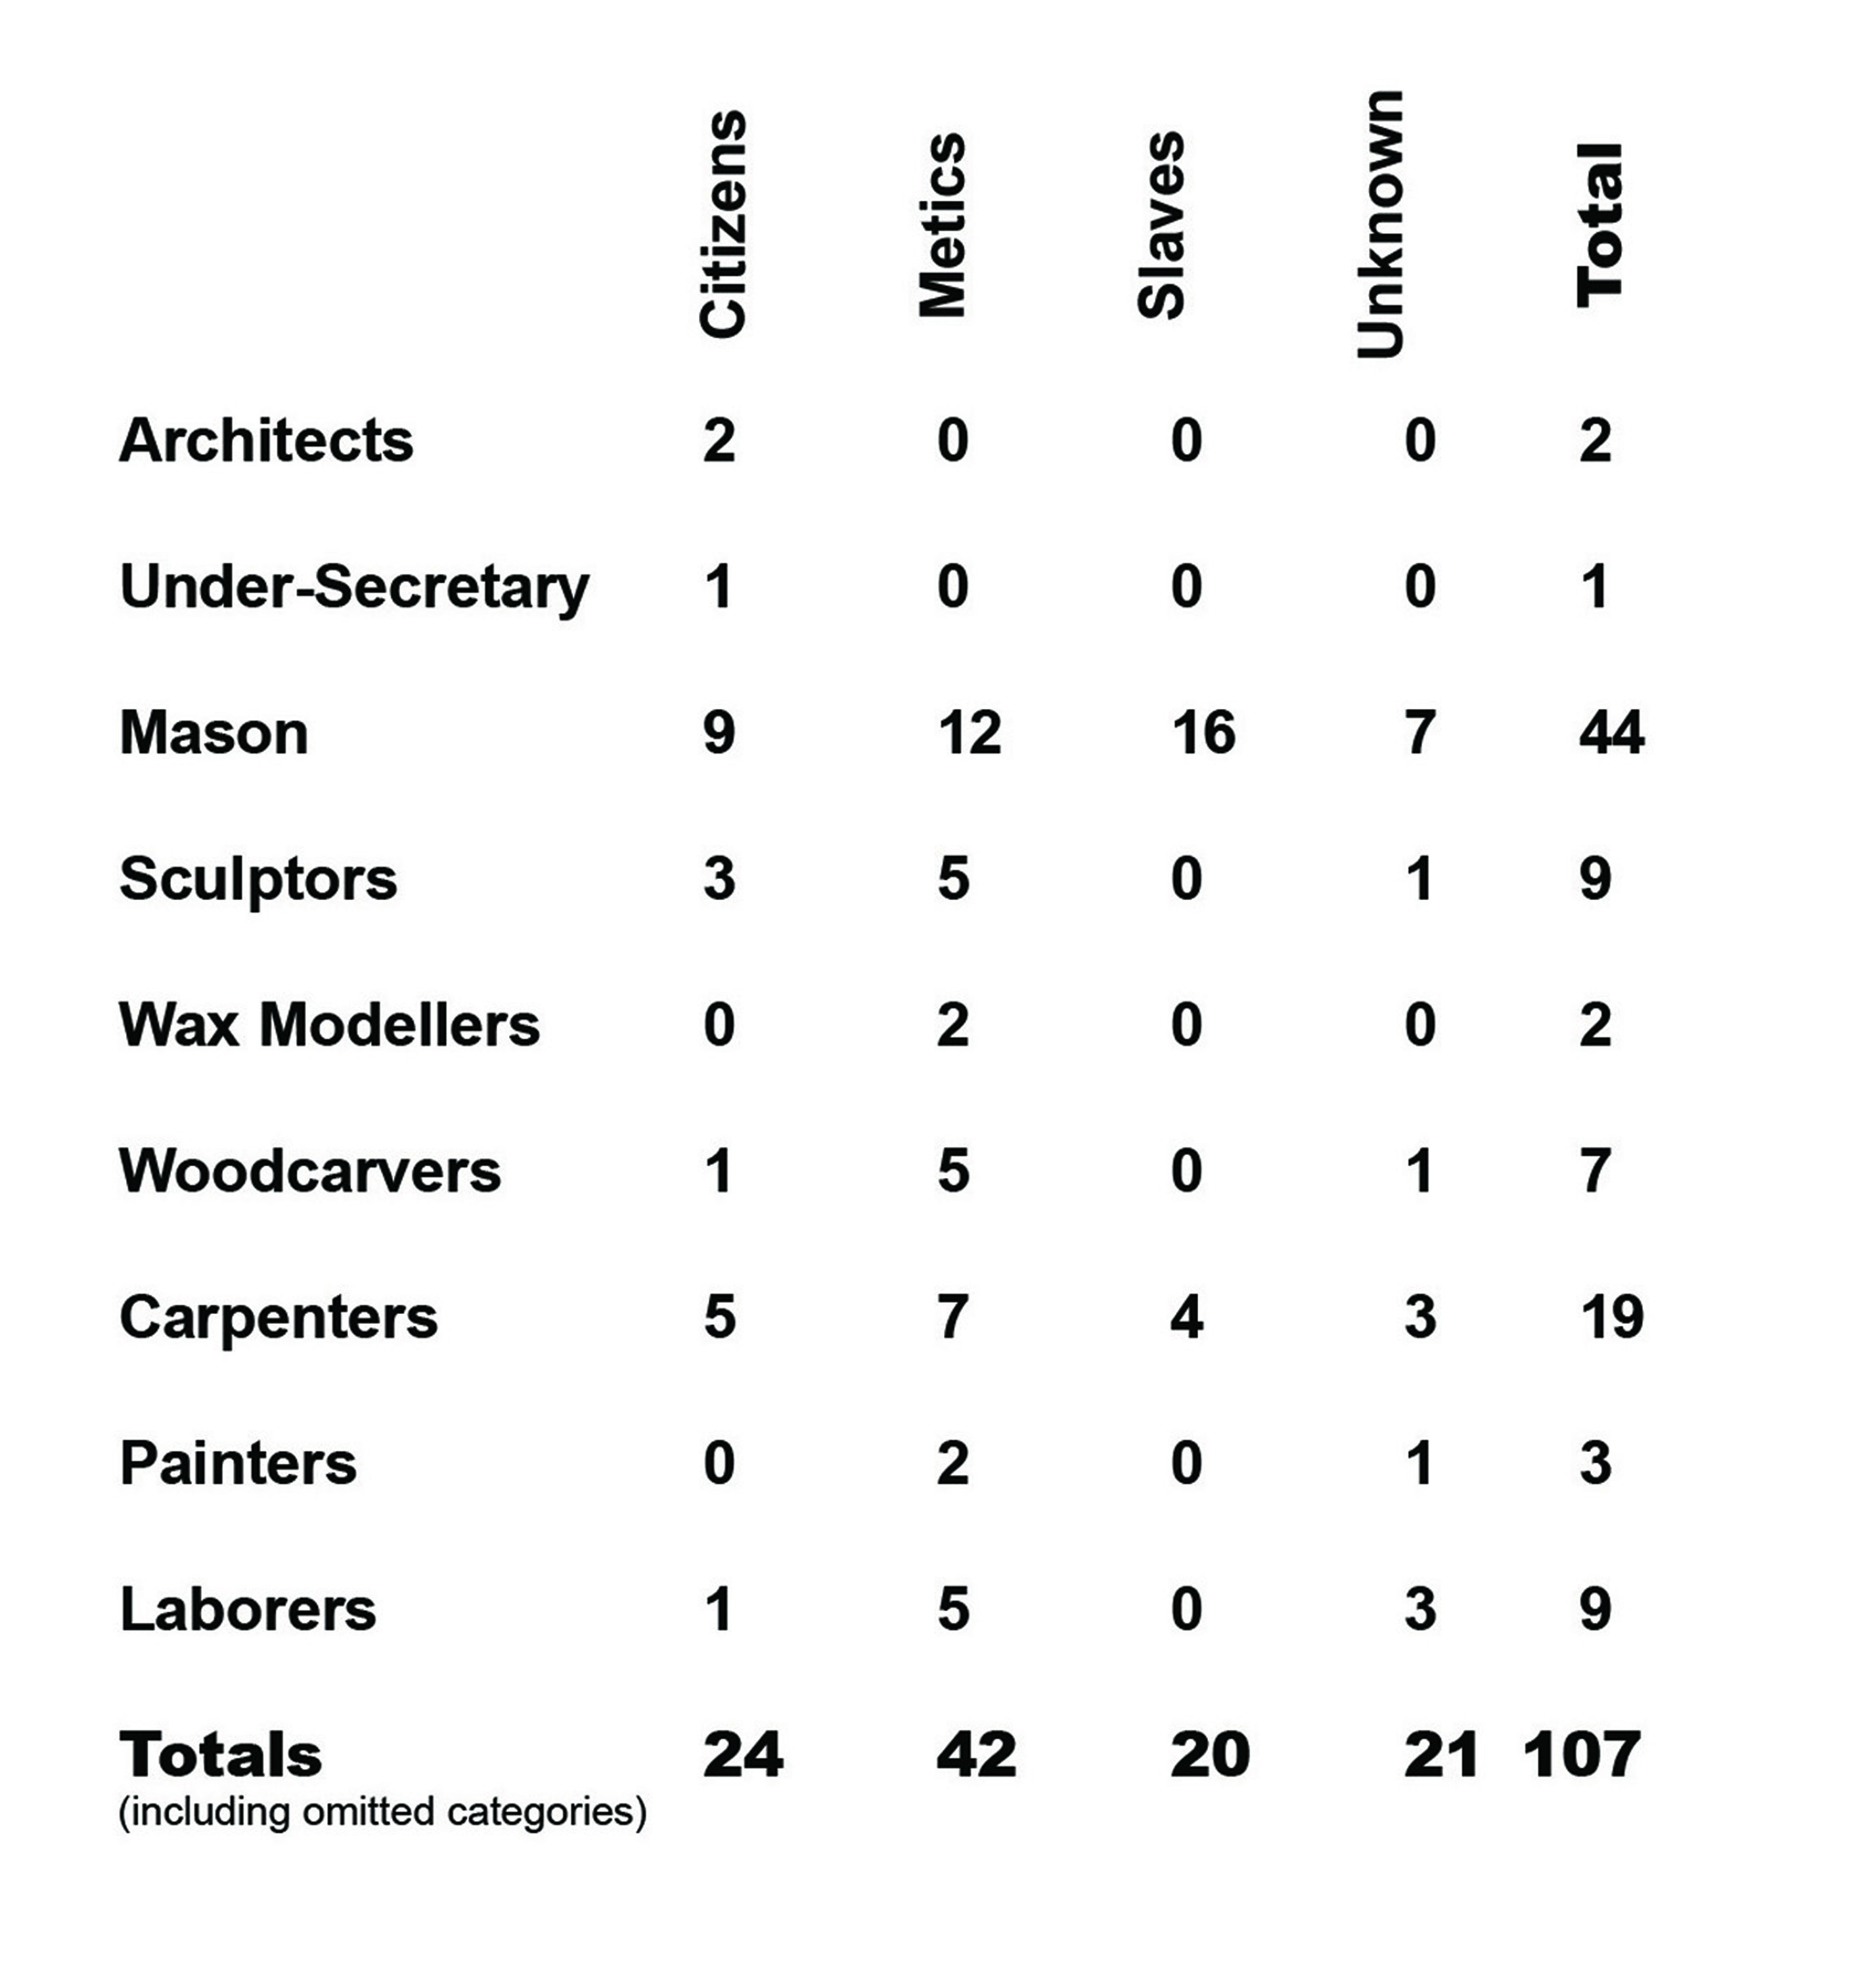 Citizens Metics Slaves Unknown Total
Architects 2 0 0 0 2
Under-Secretary 1 0 0 0 1
Mason 9 12 16 7 44
Sculptors 3 5 0 1 9
Wax Modellers 0 2 0 0 2
Woodcarvers 1 5 0 1 7
Carpenters 5 7 4 3 19
Painters 0 2 0 1 3
Laborers 1 5 0 3 9
Totals 24 42 20 21 107
(including omitted categories)